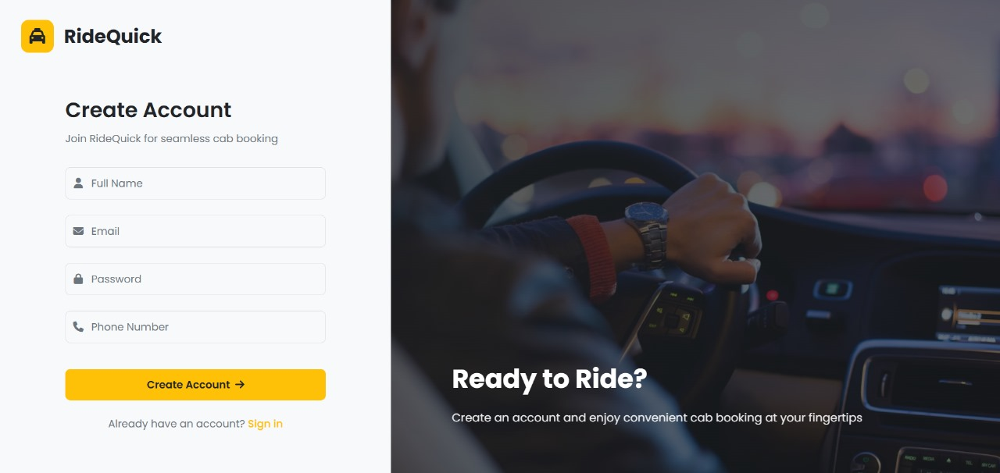 RideQuick
Create Account
Join RideQuick for seamless cab booking
Full Name
Email
Password
Phone Number
Create Account →
Already have an account? Sign in
Ready to Ride?
Create an account and enjoy convenient cab booking at your fingertips